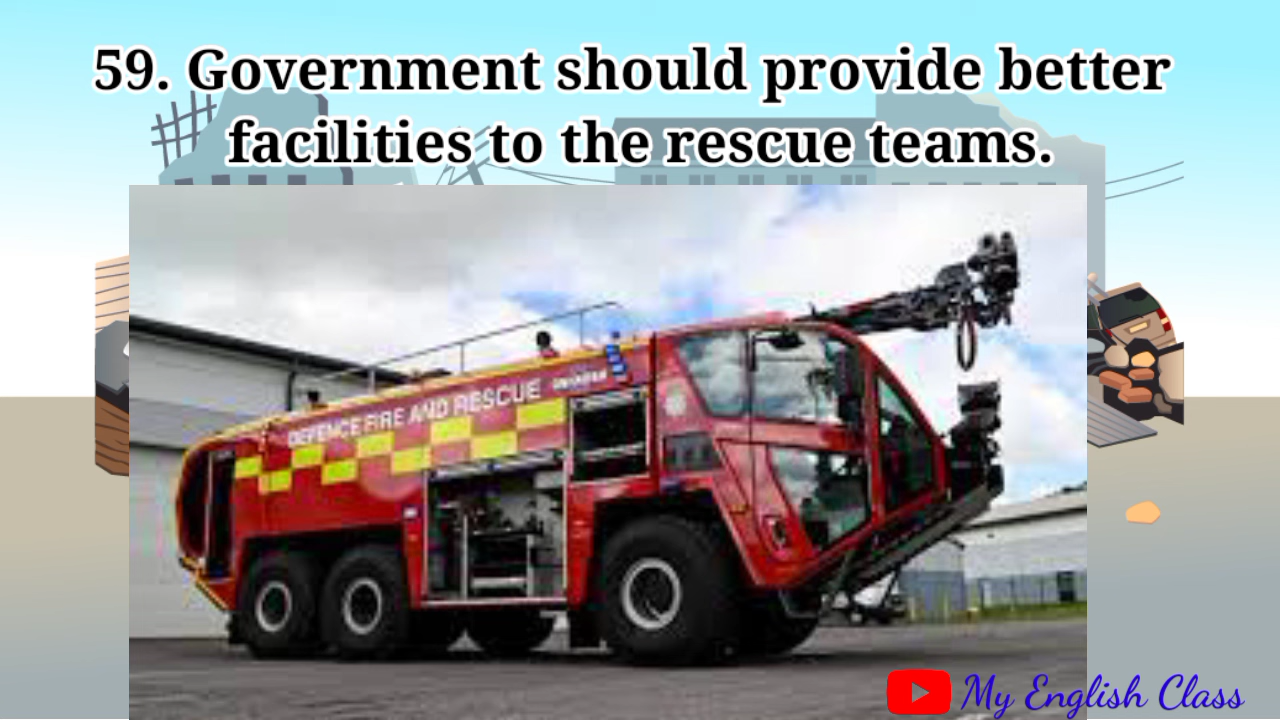 59. Government should provide better
facilities to the rescue teams.
DEFENCE FIRE AND RESCUE
My English Class